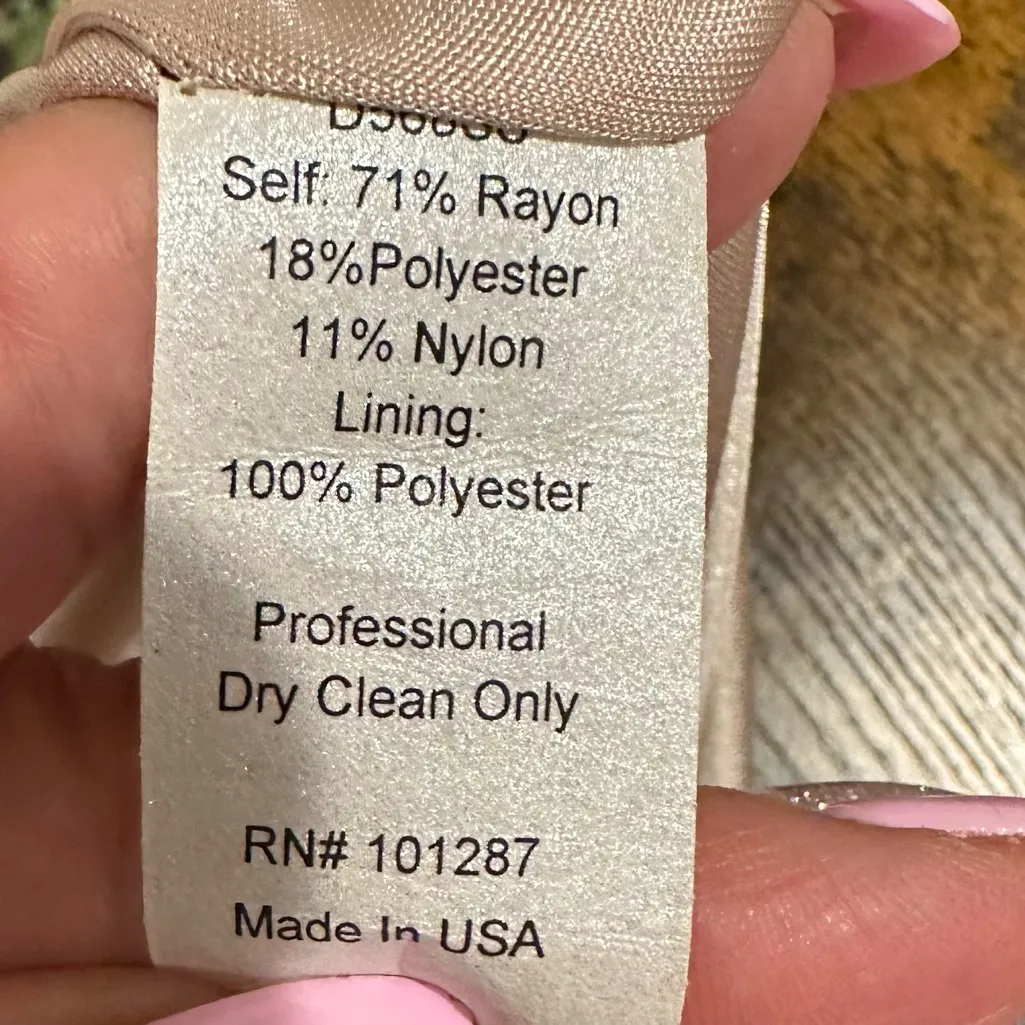 Self: 71% Rayon
18%Polyester
11% Nylon
Lining:
100% Polyester
Professional
Dry Clean Only
RN# 101287
Made In USA